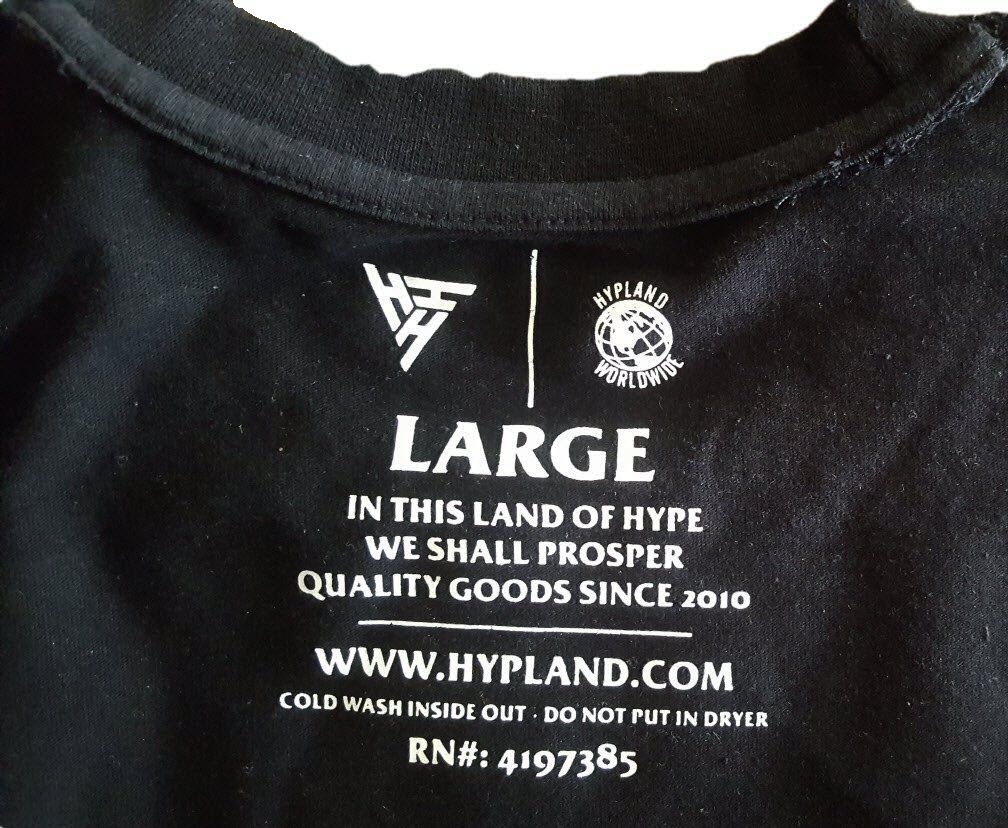 HHH
HYPLAND
WORLDWIDE
LARGE
IN THIS LAND OF HYPE
WE SHALL PROSPER
QUALITY GOODS SINCE 2010
WWW.HYPLAND.COM
COLD WASH INSIDE OUT · DO NOT PUT IN DRYER
RN#: 4197385